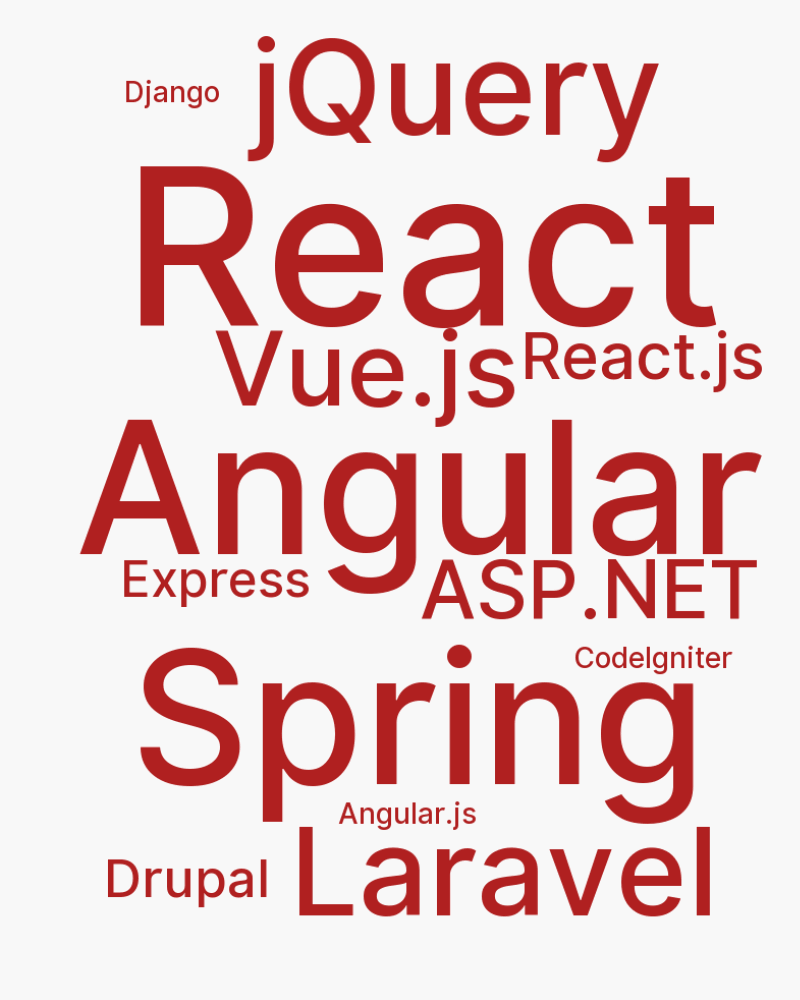 jQuery
Django
React
Vue.js
React.js
Angular
Express
ASP.NET
CodeIgniter
Spring
Angular.js
Drupal
Laravel